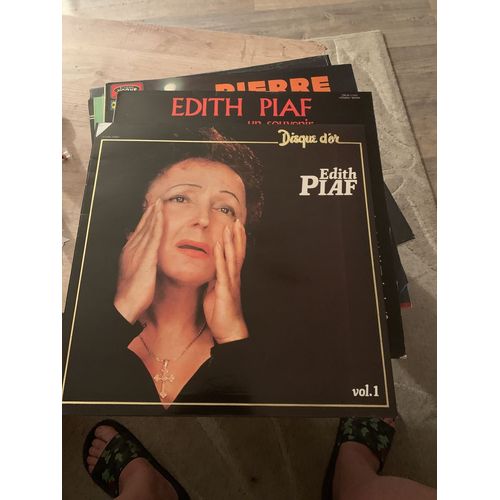 PIERRE
EDITH PIAF
un souvenir
Disque d'or
Edith
PIAF
vol.1